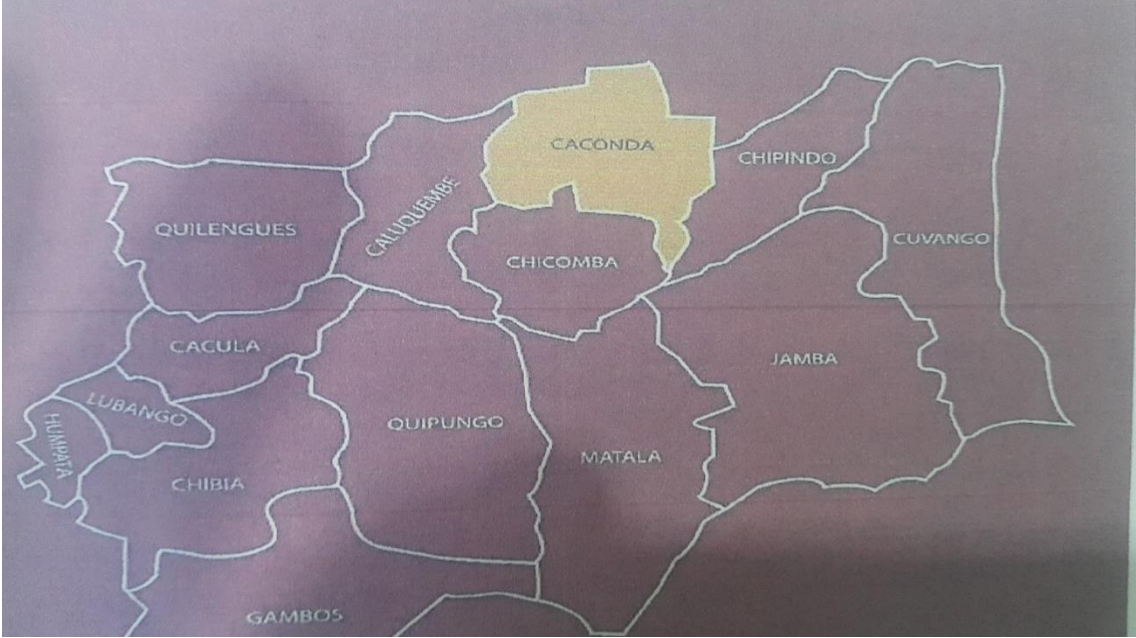 CACONDA
CHIPINDO
CALUQUEMBE
QUILENGUES
CUVANGO
CHICOMBA
CACULA
JAMBA
LUBANGO
HUMPATA
QUIPUNGO
MATALA
CHIBIA
GAMBOS